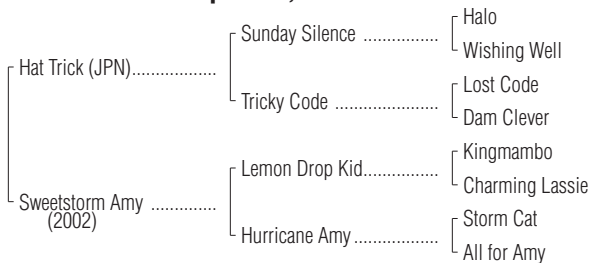 Halo
Sunday Silence ................
Wishing Well
Hat Trick (JPN)..................
Lost Code
Tricky Code ......................
Dam Clever
Kingmambo
Lemon Drop Kid................
Charming Lassie
Sweetstorm Amy ..............
(2002)
Storm Cat
Hurricane Amy ..................
All for Amy